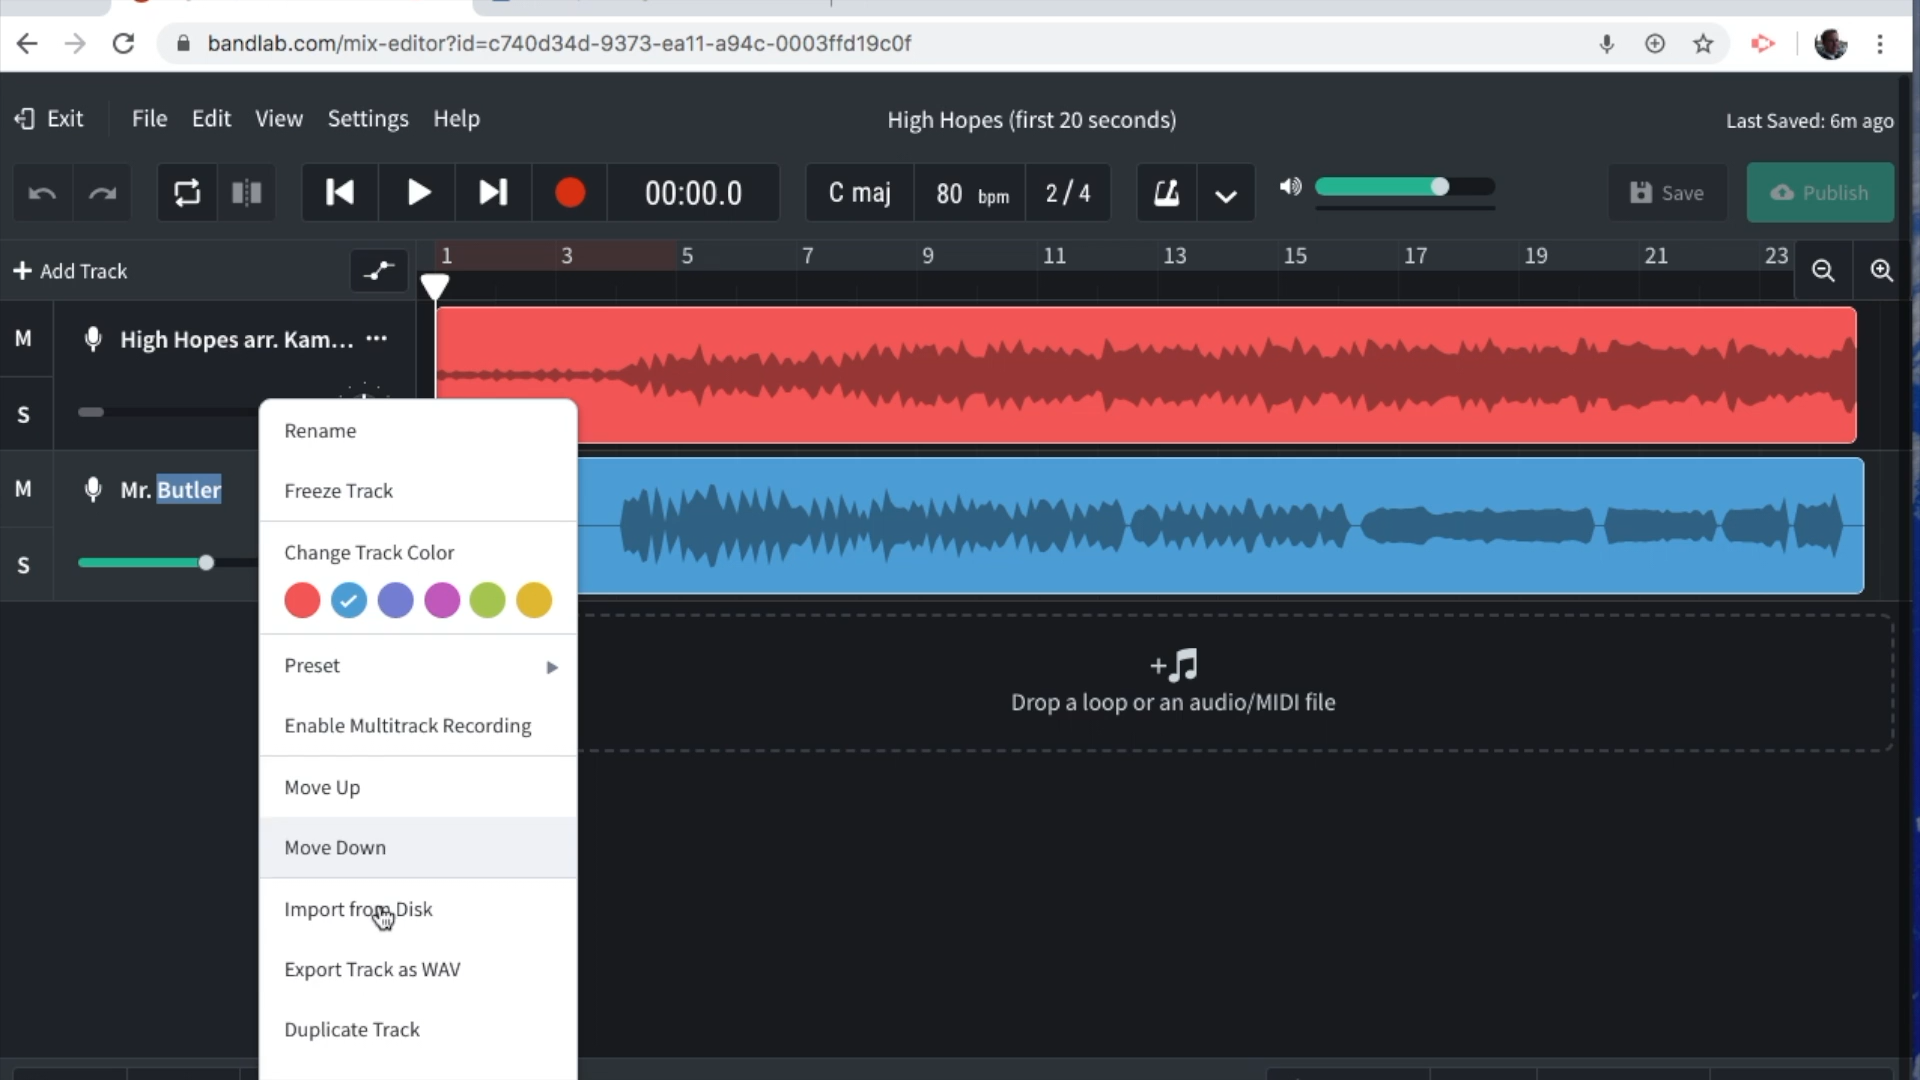 bandlab.com/mix-editor?id=c740d34d-9373-ea11-a94c-0003ffd19c0f
Exit File Edit View Settings Help High Hopes (first 20 seconds) Last Saved: 6m ago
00:00.0 C maj 80 bpm 2 / 4 Save Publish
+ Add Track 1 3 5 7 9 11 13 15 17 19 21 23
M High Hopes arr. Kam... ...
S
M Mr. Butler
S
Rename
Freeze Track
Change Track Color
Preset
Enable Multitrack Recording
Move Up
Move Down
Import from Disk
Export Track as WAV
Duplicate Track
Drop a loop or an audio/MIDI file